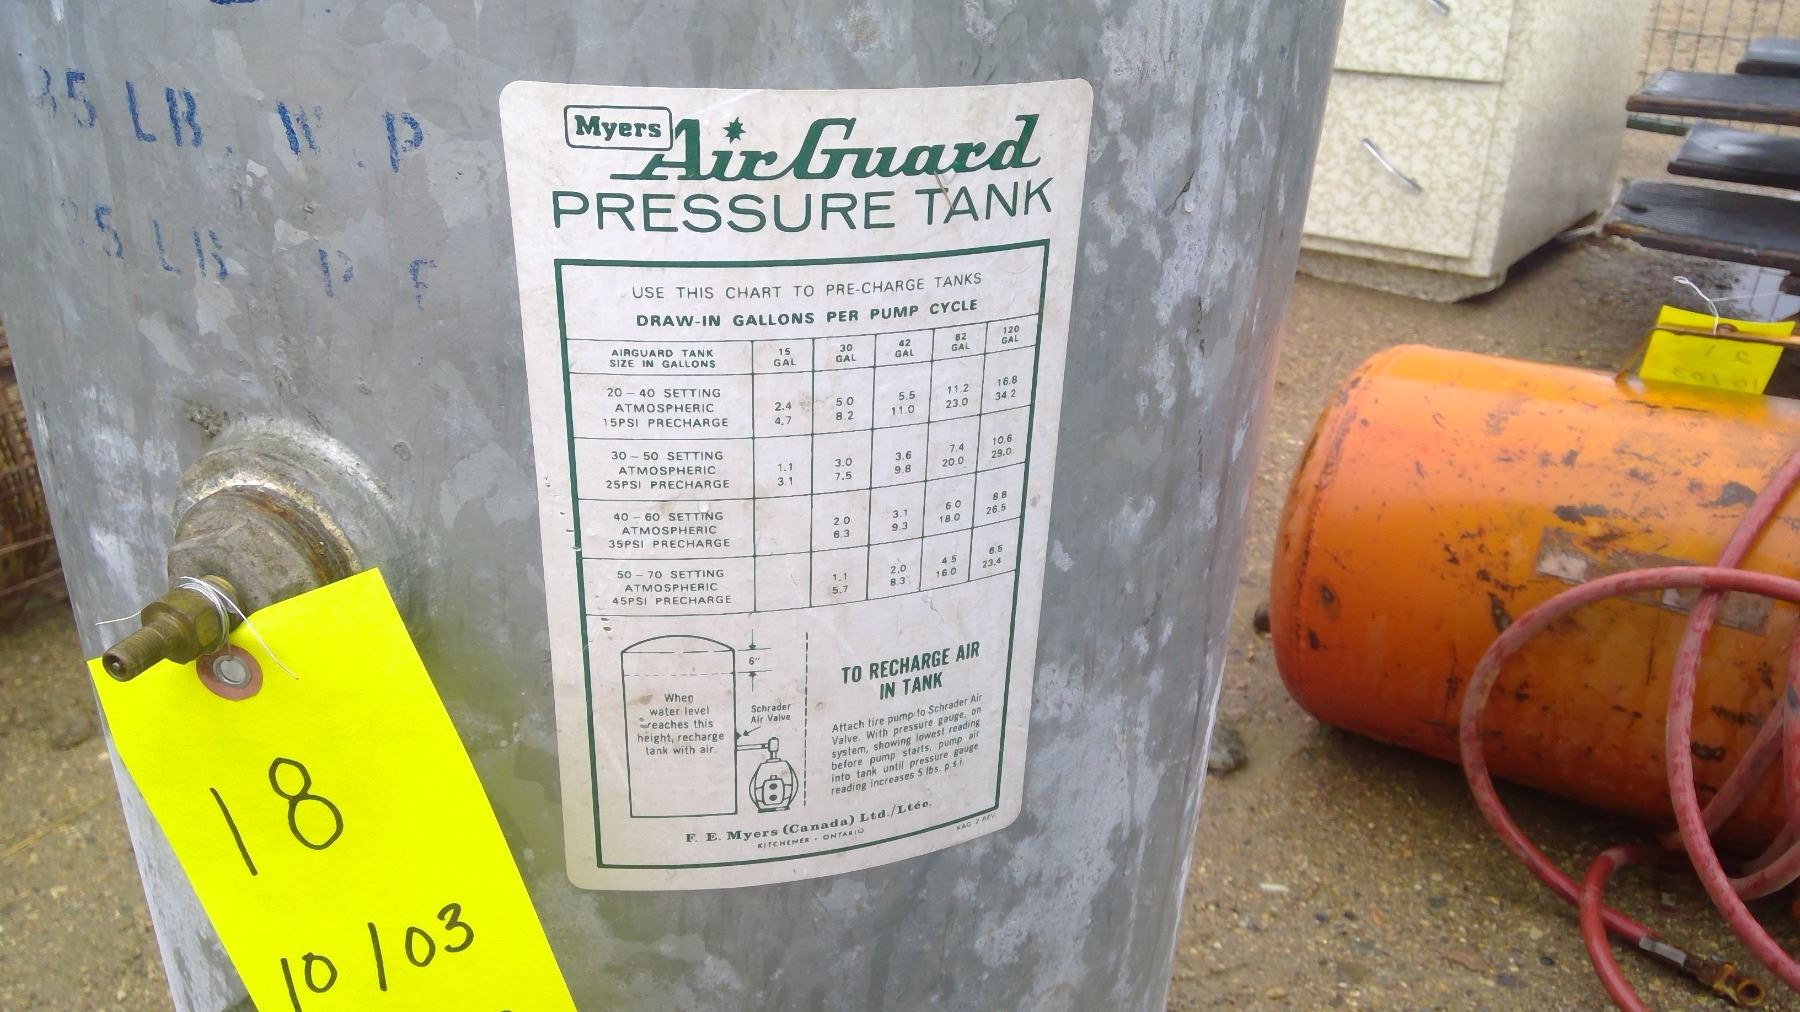 LB. W.P
LB P
Myers
AirGuard
PRESSURE TANK
USE THIS CHART TO PRE-CHARGE TANKS
DRAW-IN GALLONS PER PUMP CYCLE
AIRGUARD TANK SIZE IN GALLONS 15 GAL 30 GAL 42 GAL 82 GAL 120 GAL
20 – 40 SETTING
ATMOSPHERIC 2.4 5.0 5.5 11.2 16.8
15PSI PRECHARGE 4.7 8.2 11.0 23.0 34.2
30 – 50 SETTING
ATMOSPHERIC 1.1 3.0 3.6 7.4 10.6
25PSI PRECHARGE 3.1 7.5 9.8 20.0 29.0
40 – 60 SETTING
ATMOSPHERIC 2.0 3.1 6.0 8.8
35PSI PRECHARGE 6.3 9.3 18.0 26.5
50 – 70 SETTING
ATMOSPHERIC 1.1 2.0 4.5 6.5
45PSI PRECHARGE 5.7 8.3 16.0 23.4
6"
When
water level
reaches this
height, recharge
tank with air.
Schrader
Air Valve
TO RECHARGE AIR
IN TANK
Attach tire pump to Schrader Air
Valve. With pressure gauge, on
system, showing lowest reading
before pump starts, pump air
into tank until pressure gauge
reading increases 5 lbs. p.s.i.
F. E. Myers (Canada) Ltd./Ltée.
KITCHENER - ONTARIO
KAG 2 REV.
18
10/03
10/03